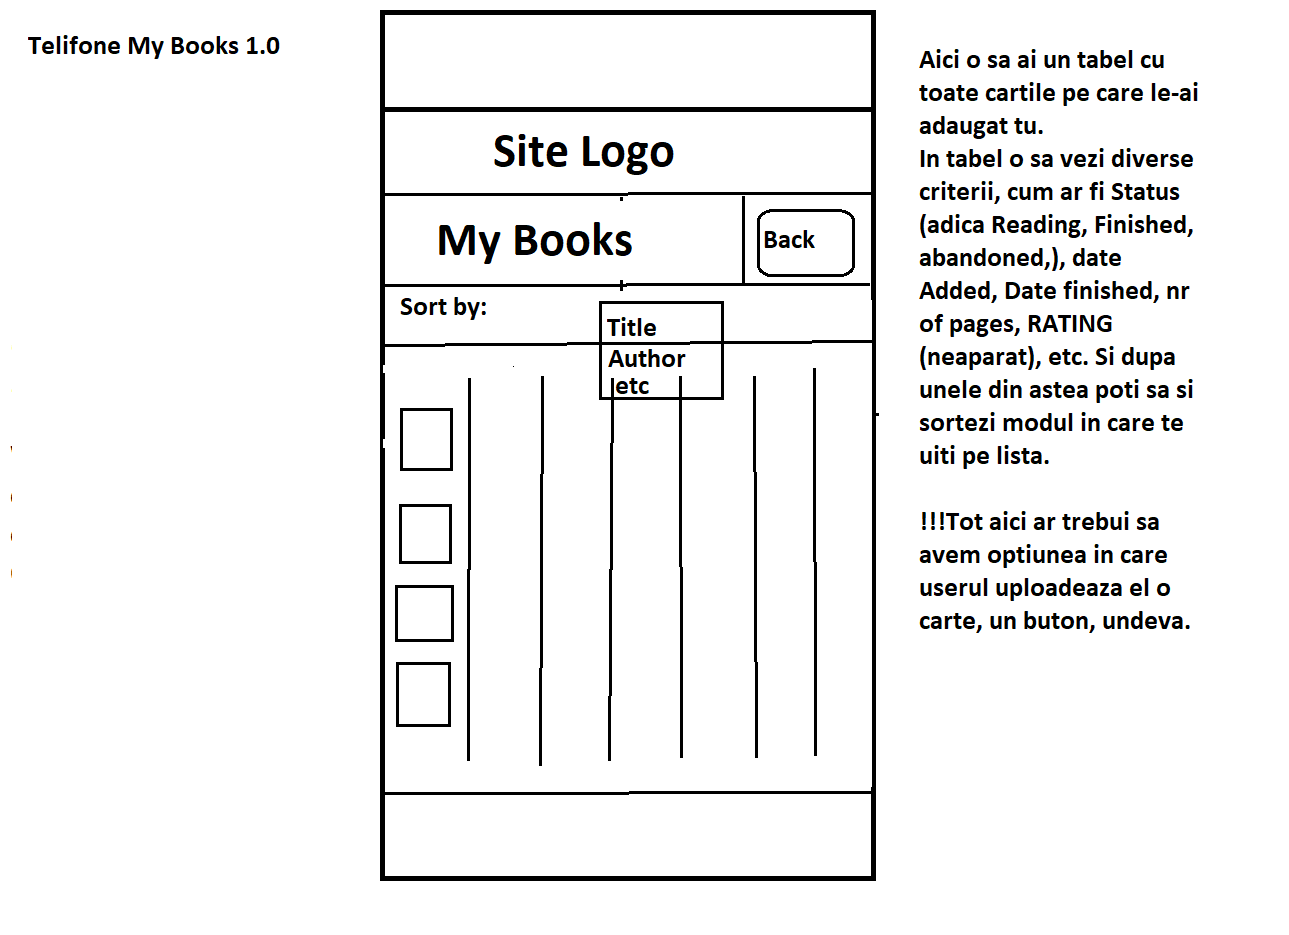 Telifone My Books 1.0
Site Logo
My Books
Back
Sort by:
Title
Author
etc
Aici o sa ai un tabel cu
toate cartile pe care le-ai
adaugat tu.
In tabel o sa vezi diverse
criterii, cum ar fi Status
(adica Reading, Finished,
abandoned,), date
Added, Date finished, nr
of pages, RATING
(neaparat), etc. Si dupa
unele din astea poti sa si
sortezi modul in care te
uiti pe lista.
!!!Tot aici ar trebui sa
avem optiunea in care
userul uploadeaza el o
carte, un buton, undeva.